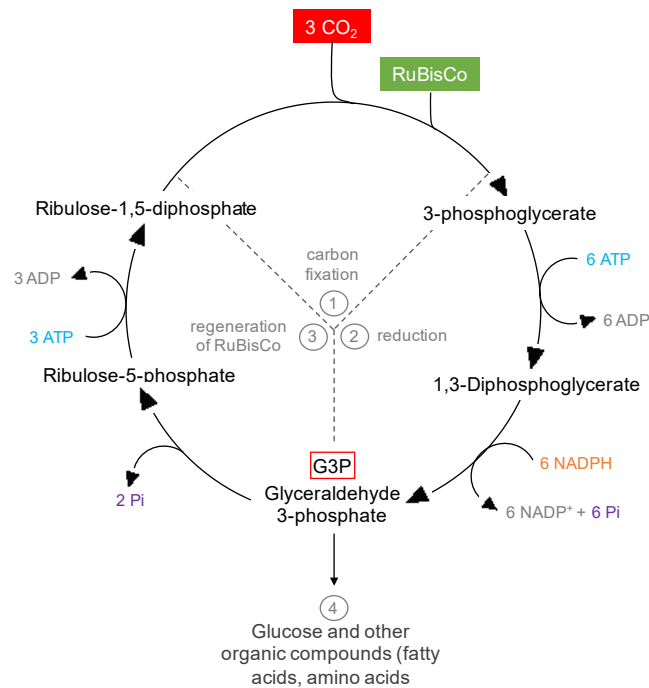 3 CO₂
RuBisCo
Ribulose-1,5-diphosphate
3-phosphoglycerate
carbon
fixation
1
6 ATP
3 ADP
6 ADP
regeneration
of RuBisCo
3
2
reduction
3 ATP
Ribulose-5-phosphate
1,3-Diphosphoglycerate
G3P
6 NADPH
Glyceraldehyde
3-phosphate
2 Pi
6 NADP⁺ + 6 Pi
4
Glucose and other
organic compounds (fatty
acids, amino acids